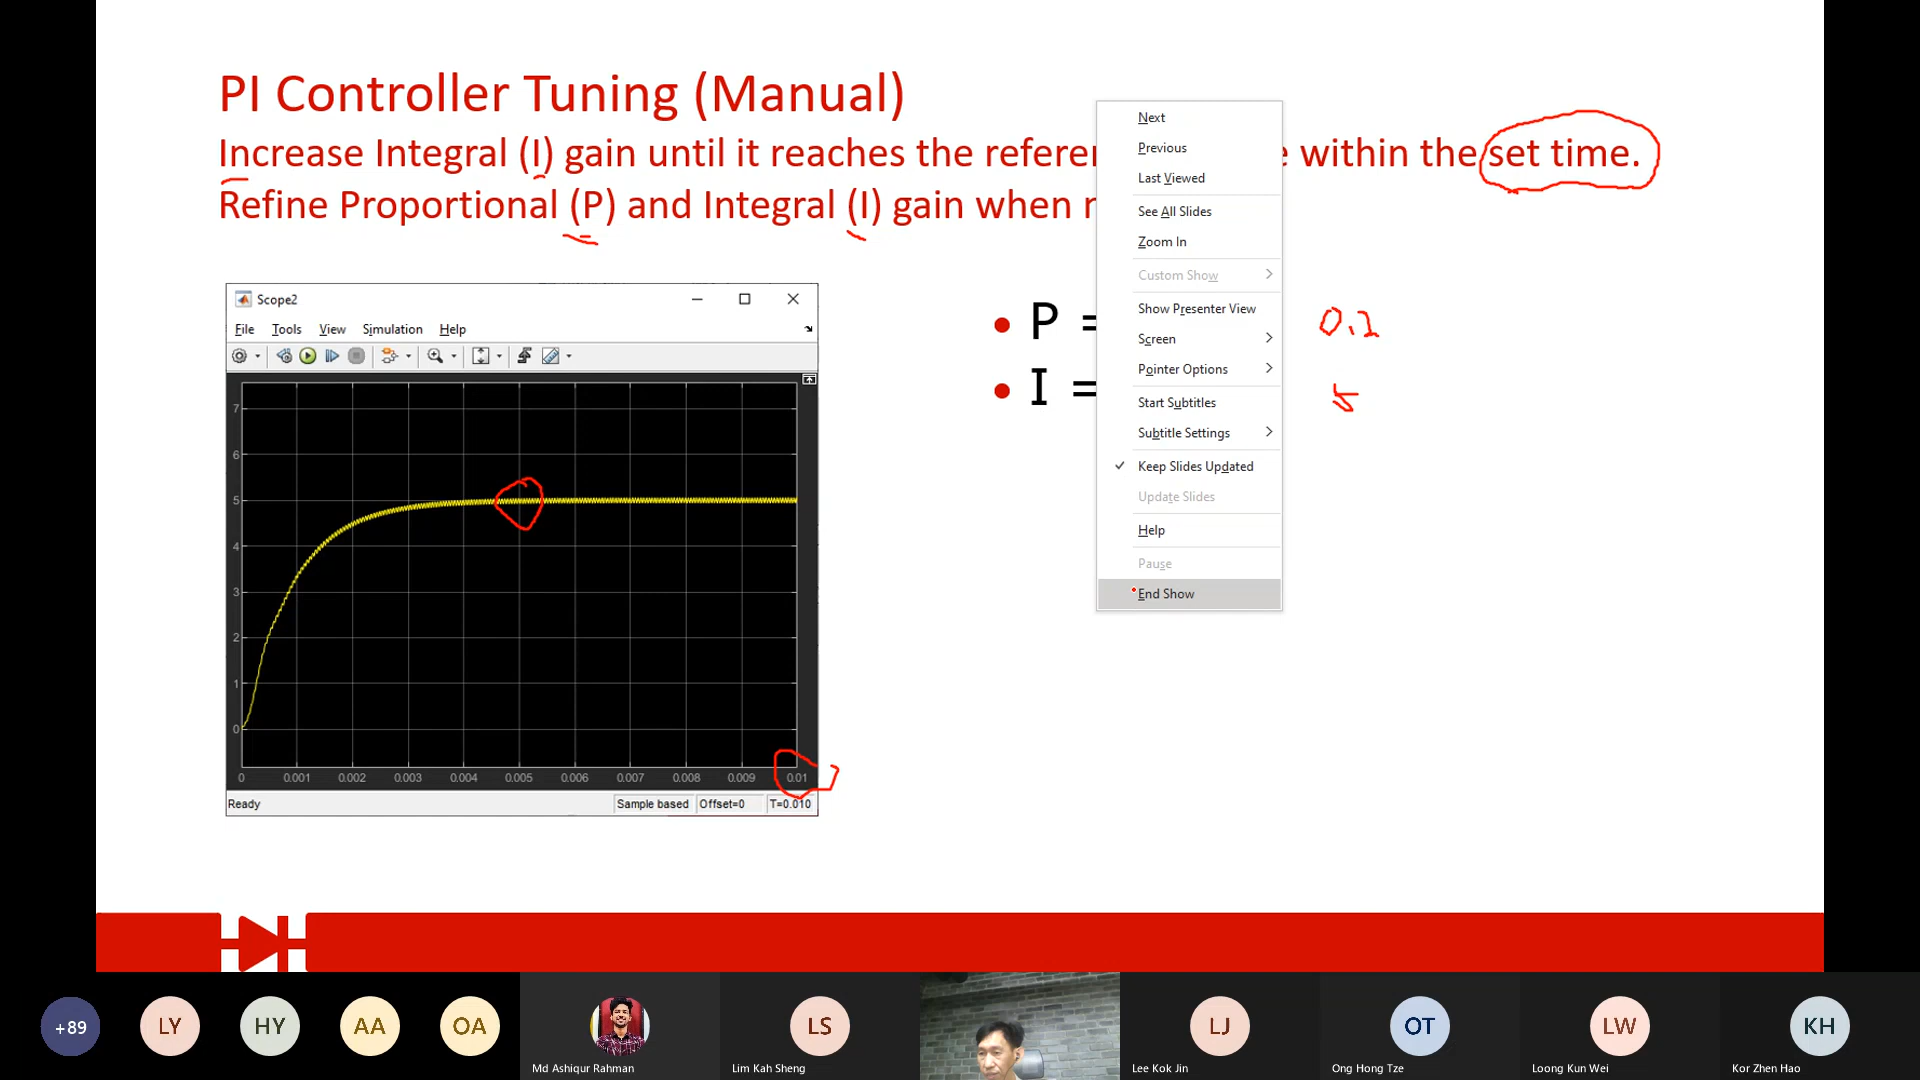 PI Controller Tuning (Manual)
Increase Integral (I) gain until it reaches the refere
within the set time.
Refine Proportional (P) and Integral (I) gain when
Next
Previous
Last Viewed
See All Slides
Zoom In
Custom Show
Show Presenter View
Screen
Pointer Options
Start Subtitles
Subtitle Settings
Keep Slides Updated
Update Slides
Help
Pause
End Show
Scope2
File Tools View Simulation Help
7
6
5
4
3
2
1
0
0 0.001 0.002 0.003 0.004 0.005 0.006 0.007 0.008 0.009 0.01
Ready Sample based Offset=0 T=0.010
• P =
• I =
+89 LY HY AA OA LS LJ OT LW KH
Md Ashiqur Rahman Lim Kah Sheng Lee Kok Jin Ong Hong Tze Loong Kun Wei Kor Zhen Hao